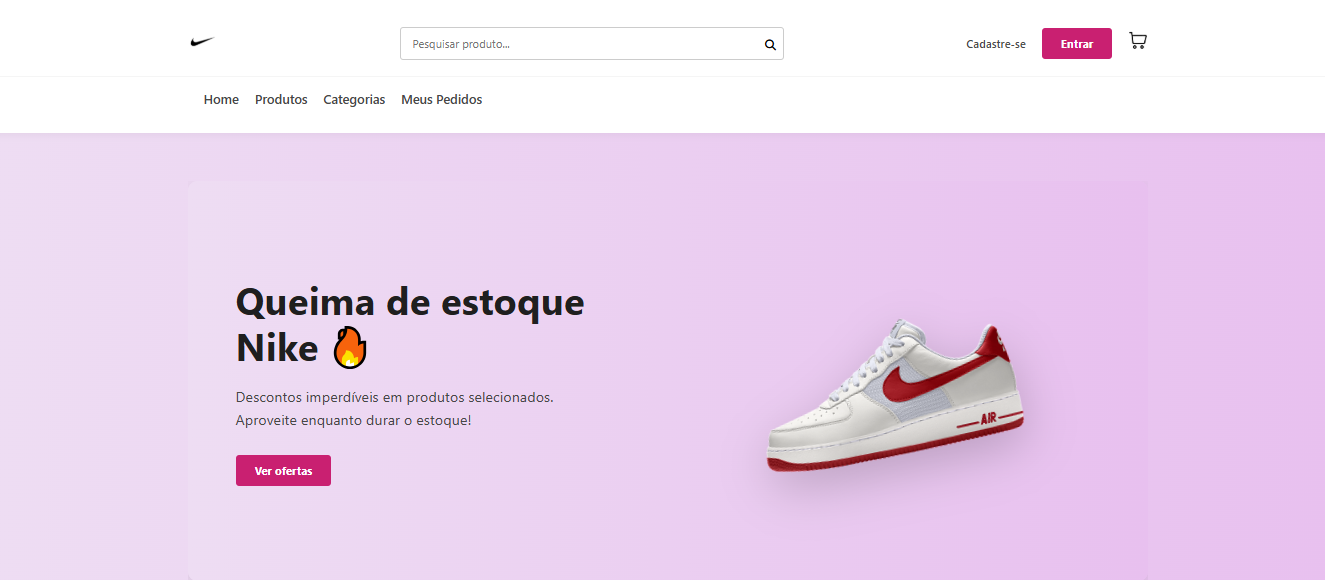 Pesquisar produto...
Cadastre-se
Entrar
Home
Produtos
Categorias
Meus Pedidos
Queima de estoque
Nike
Descontos imperdíveis em produtos selecionados.
Aproveite enquanto durar o estoque!
Ver ofertas
AIR